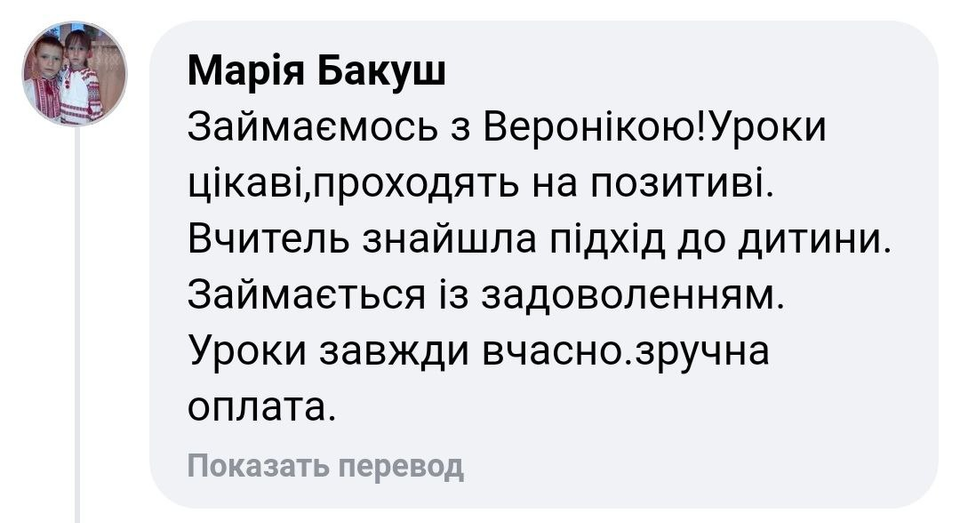 Марія Бакуш
Займаємось з Веронікою!Уроки
цікаві,проходять на позитиві.
Вчитель знайшла підхід до дитини.
Займається із задоволенням.
Уроки завжди вчасно.зручна
оплата.
Показать перевод